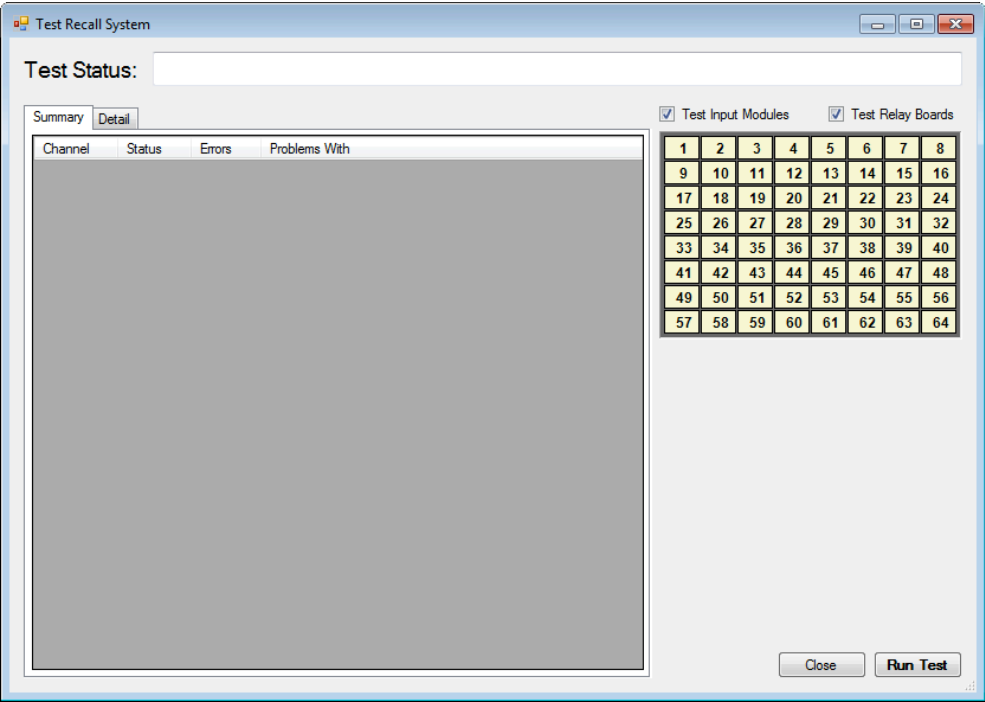 Test Recall System
Test Status:
Summary Detail
Test Input Modules Test Relay Boards
Channel Status Errors Problems With
1 2 3 4 5 6 7 8
9 10 11 12 13 14 15 16
17 18 19 20 21 22 23 24
25 26 27 28 29 30 31 32
33 34 35 36 37 38 39 40
41 42 43 44 45 46 47 48
49 50 51 52 53 54 55 56
57 58 59 60 61 62 63 64
Close Run Test